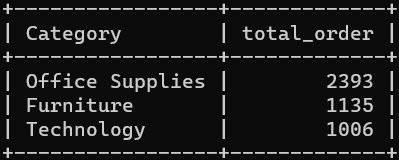 +-----------------+-------------+
| Category        | total_order |
+-----------------+-------------+
| Office Supplies |        2393 |
| Furniture       |        1135 |
| Technology      |        1006 |
+-----------------+-------------+